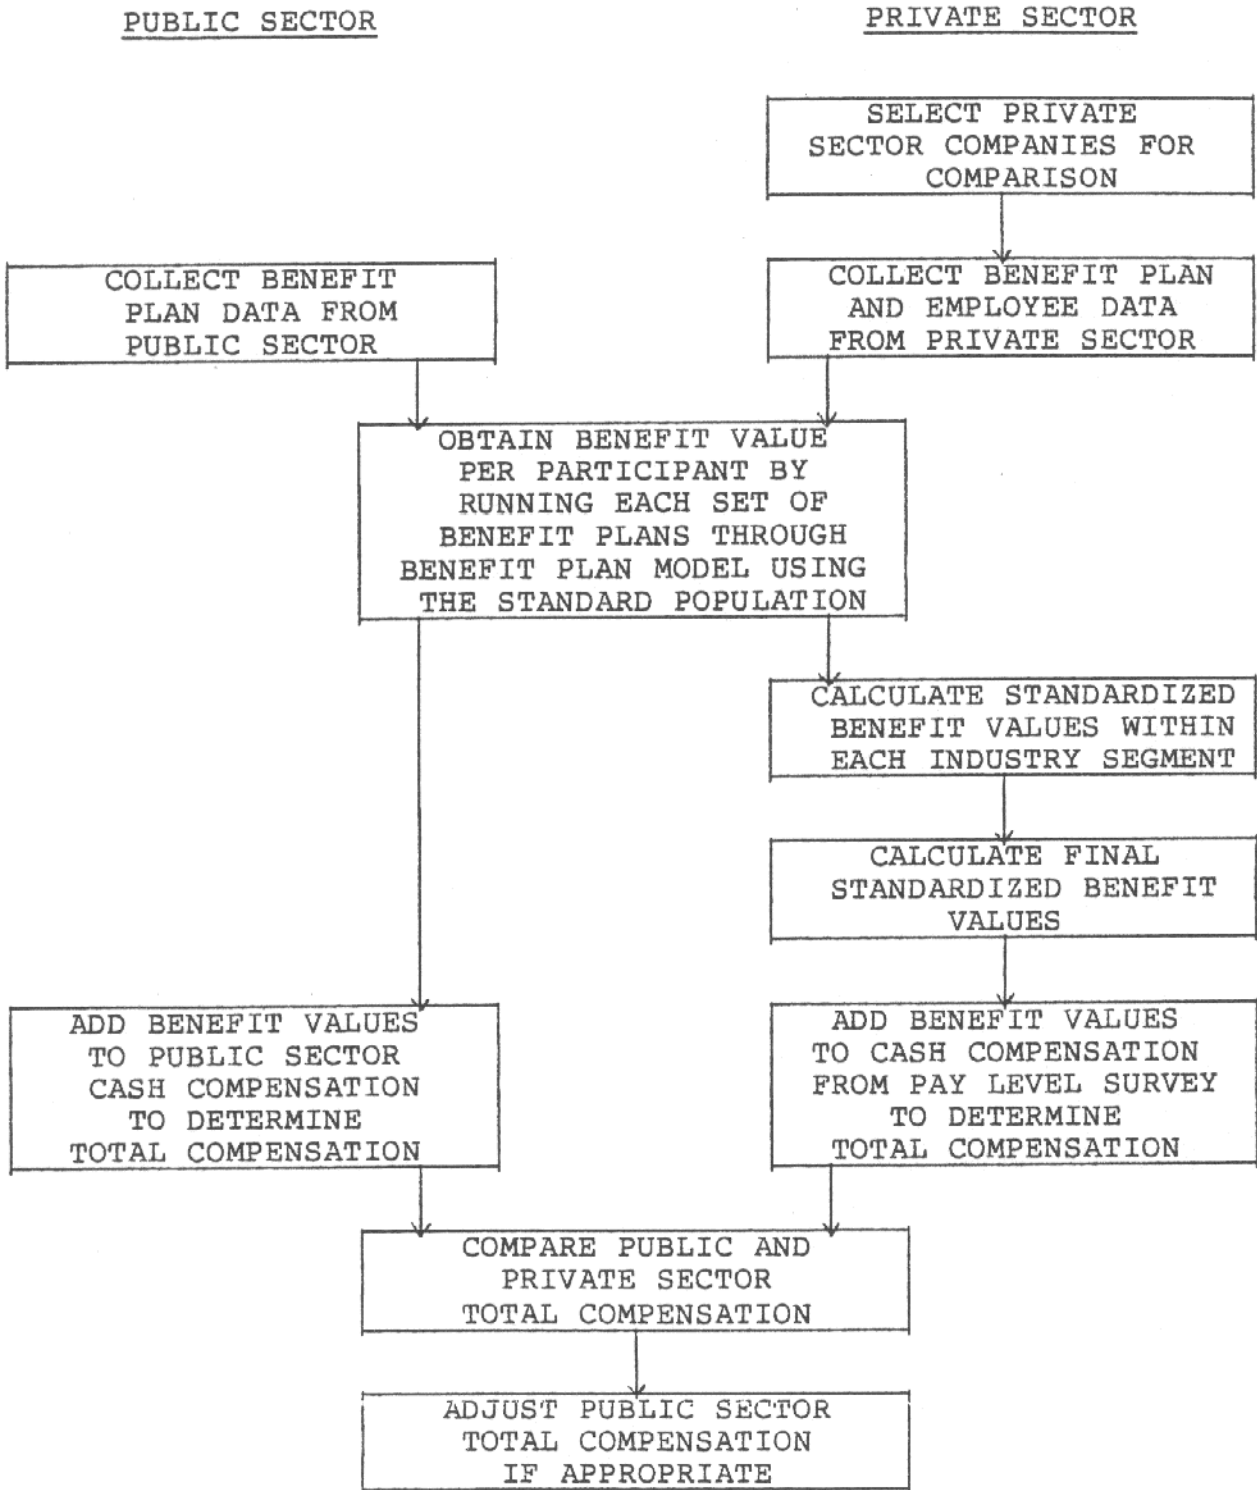 PUBLIC SECTOR
PRIVATE SECTOR
SELECT PRIVATE
SECTOR COMPANIES FOR
COMPARISON
COLLECT BENEFIT
PLAN DATA FROM
PUBLIC SECTOR
COLLECT BENEFIT PLAN
AND EMPLOYEE DATA
FROM PRIVATE SECTOR
OBTAIN BENEFIT VALUE
PER PARTICIPANT BY
RUNNING EACH SET OF
BENEFIT PLANS THROUGH
BENEFIT PLAN MODEL USING
THE STANDARD POPULATION
CALCULATE STANDARDIZED
BENEFIT VALUES WITHIN
EACH INDUSTRY SEGMENT
CALCULATE FINAL
STANDARDIZED BENEFIT
VALUES
ADD BENEFIT VALUES
TO PUBLIC SECTOR
CASH COMPENSATION
TO DETERMINE
TOTAL COMPENSATION
ADD BENEFIT VALUES
TO CASH COMPENSATION
FROM PAY LEVEL SURVEY
TO DETERMINE
TOTAL COMPENSATION
COMPARE PUBLIC AND
PRIVATE SECTOR
TOTAL COMPENSATION
ADJUST PUBLIC SECTOR
TOTAL COMPENSATION
IF APPROPRIATE